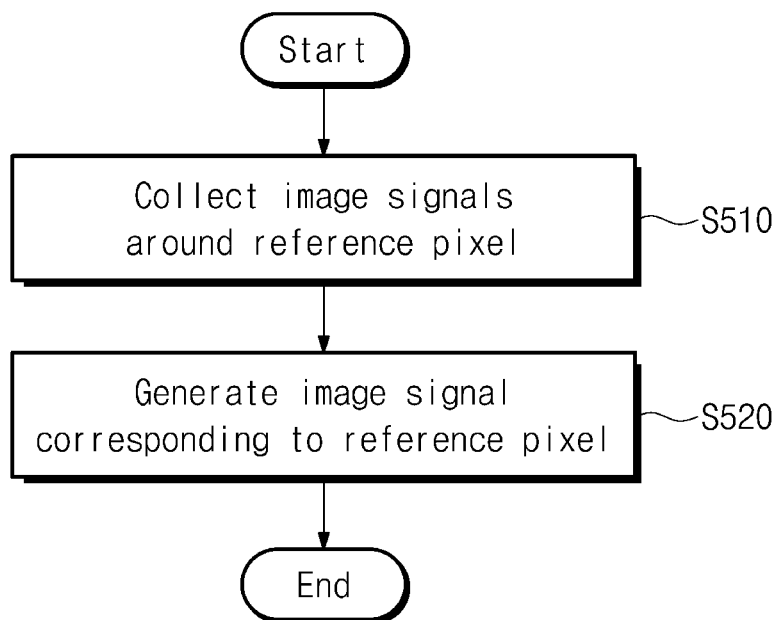 Start
Collect image signals
around reference pixel
S510
Generate image signal
corresponding to reference pixel
S520
End